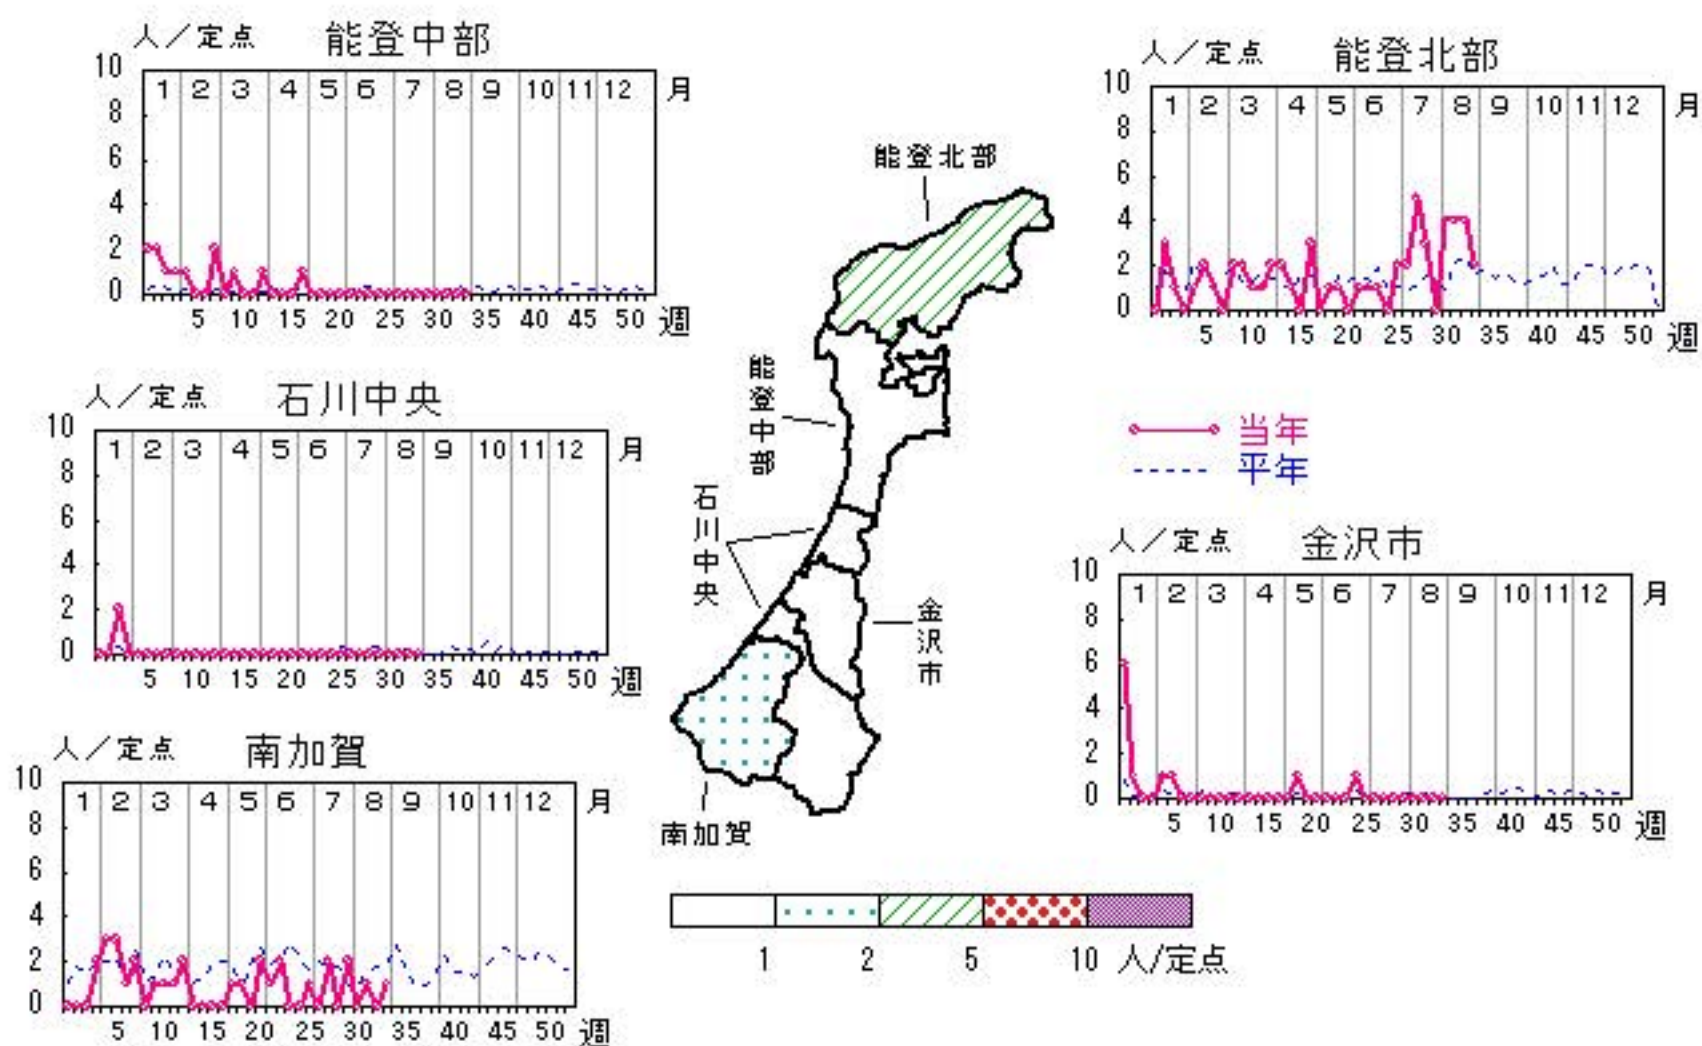 人／定点 能登中部
10 8 6 4 2 0
1 2 3 4 5 6 7 8 9 10 11 12 月
5 10 15 20 25 30 35 40 45 50 週
人／定点 能登北部
10 8 6 4 2 0
1 2 3 4 5 6 7 8 9 10 11 12 月
5 10 15 20 25 30 35 40 45 50 週
人／定点 石川中央
10 8 6 4 2 0
1 2 3 4 5 6 7 8 9 10 11 12 月
5 10 15 20 25 30 35 40 45 50 週
能登北部
能登中部
石川中央
金沢市
南加賀
当年
平年
人／定点 金沢市
10 8 6 4 2 0
1 2 3 4 5 6 7 8 9 10 11 12 月
5 10 15 20 25 30 35 40 45 50 週
人／定点 南加賀
10 8 6 4 2 0
1 2 3 4 5 6 7 8 9 10 11 12 月
5 10 15 20 25 30 35 40 45 50 週
1 2 5 10 人/定点